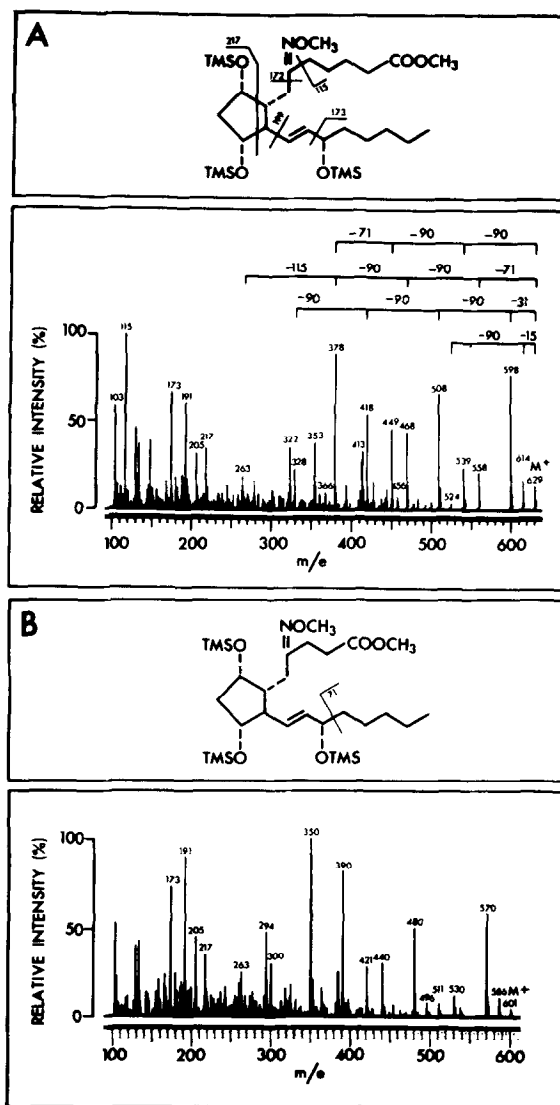 A
217
NOCH₃
TMSO
172
COOCH₃
115
199
173
TMSO
OTMS
-71 -90 -90
-115 -90 -90 -71
-90 -90 -90 -31
-90 -15
RELATIVE INTENSITY (%)
100
50
0
103 115 173 191 205 217 263 322 328 353 366 378 413 418 449 456 468 508 524 539 558 598 614 M+ 629
100 200 300 400 500 600
m/e
B
NOCH₃
TMSO
COOCH₃
71
TMSO
OTMS
RELATIVE INTENSITY (%)
100
50
0
173 191 205 217 263 294 300 350 390 421 440 480 496 511 530 570 586 M+ 601
100 200 300 400 500 600
m/e